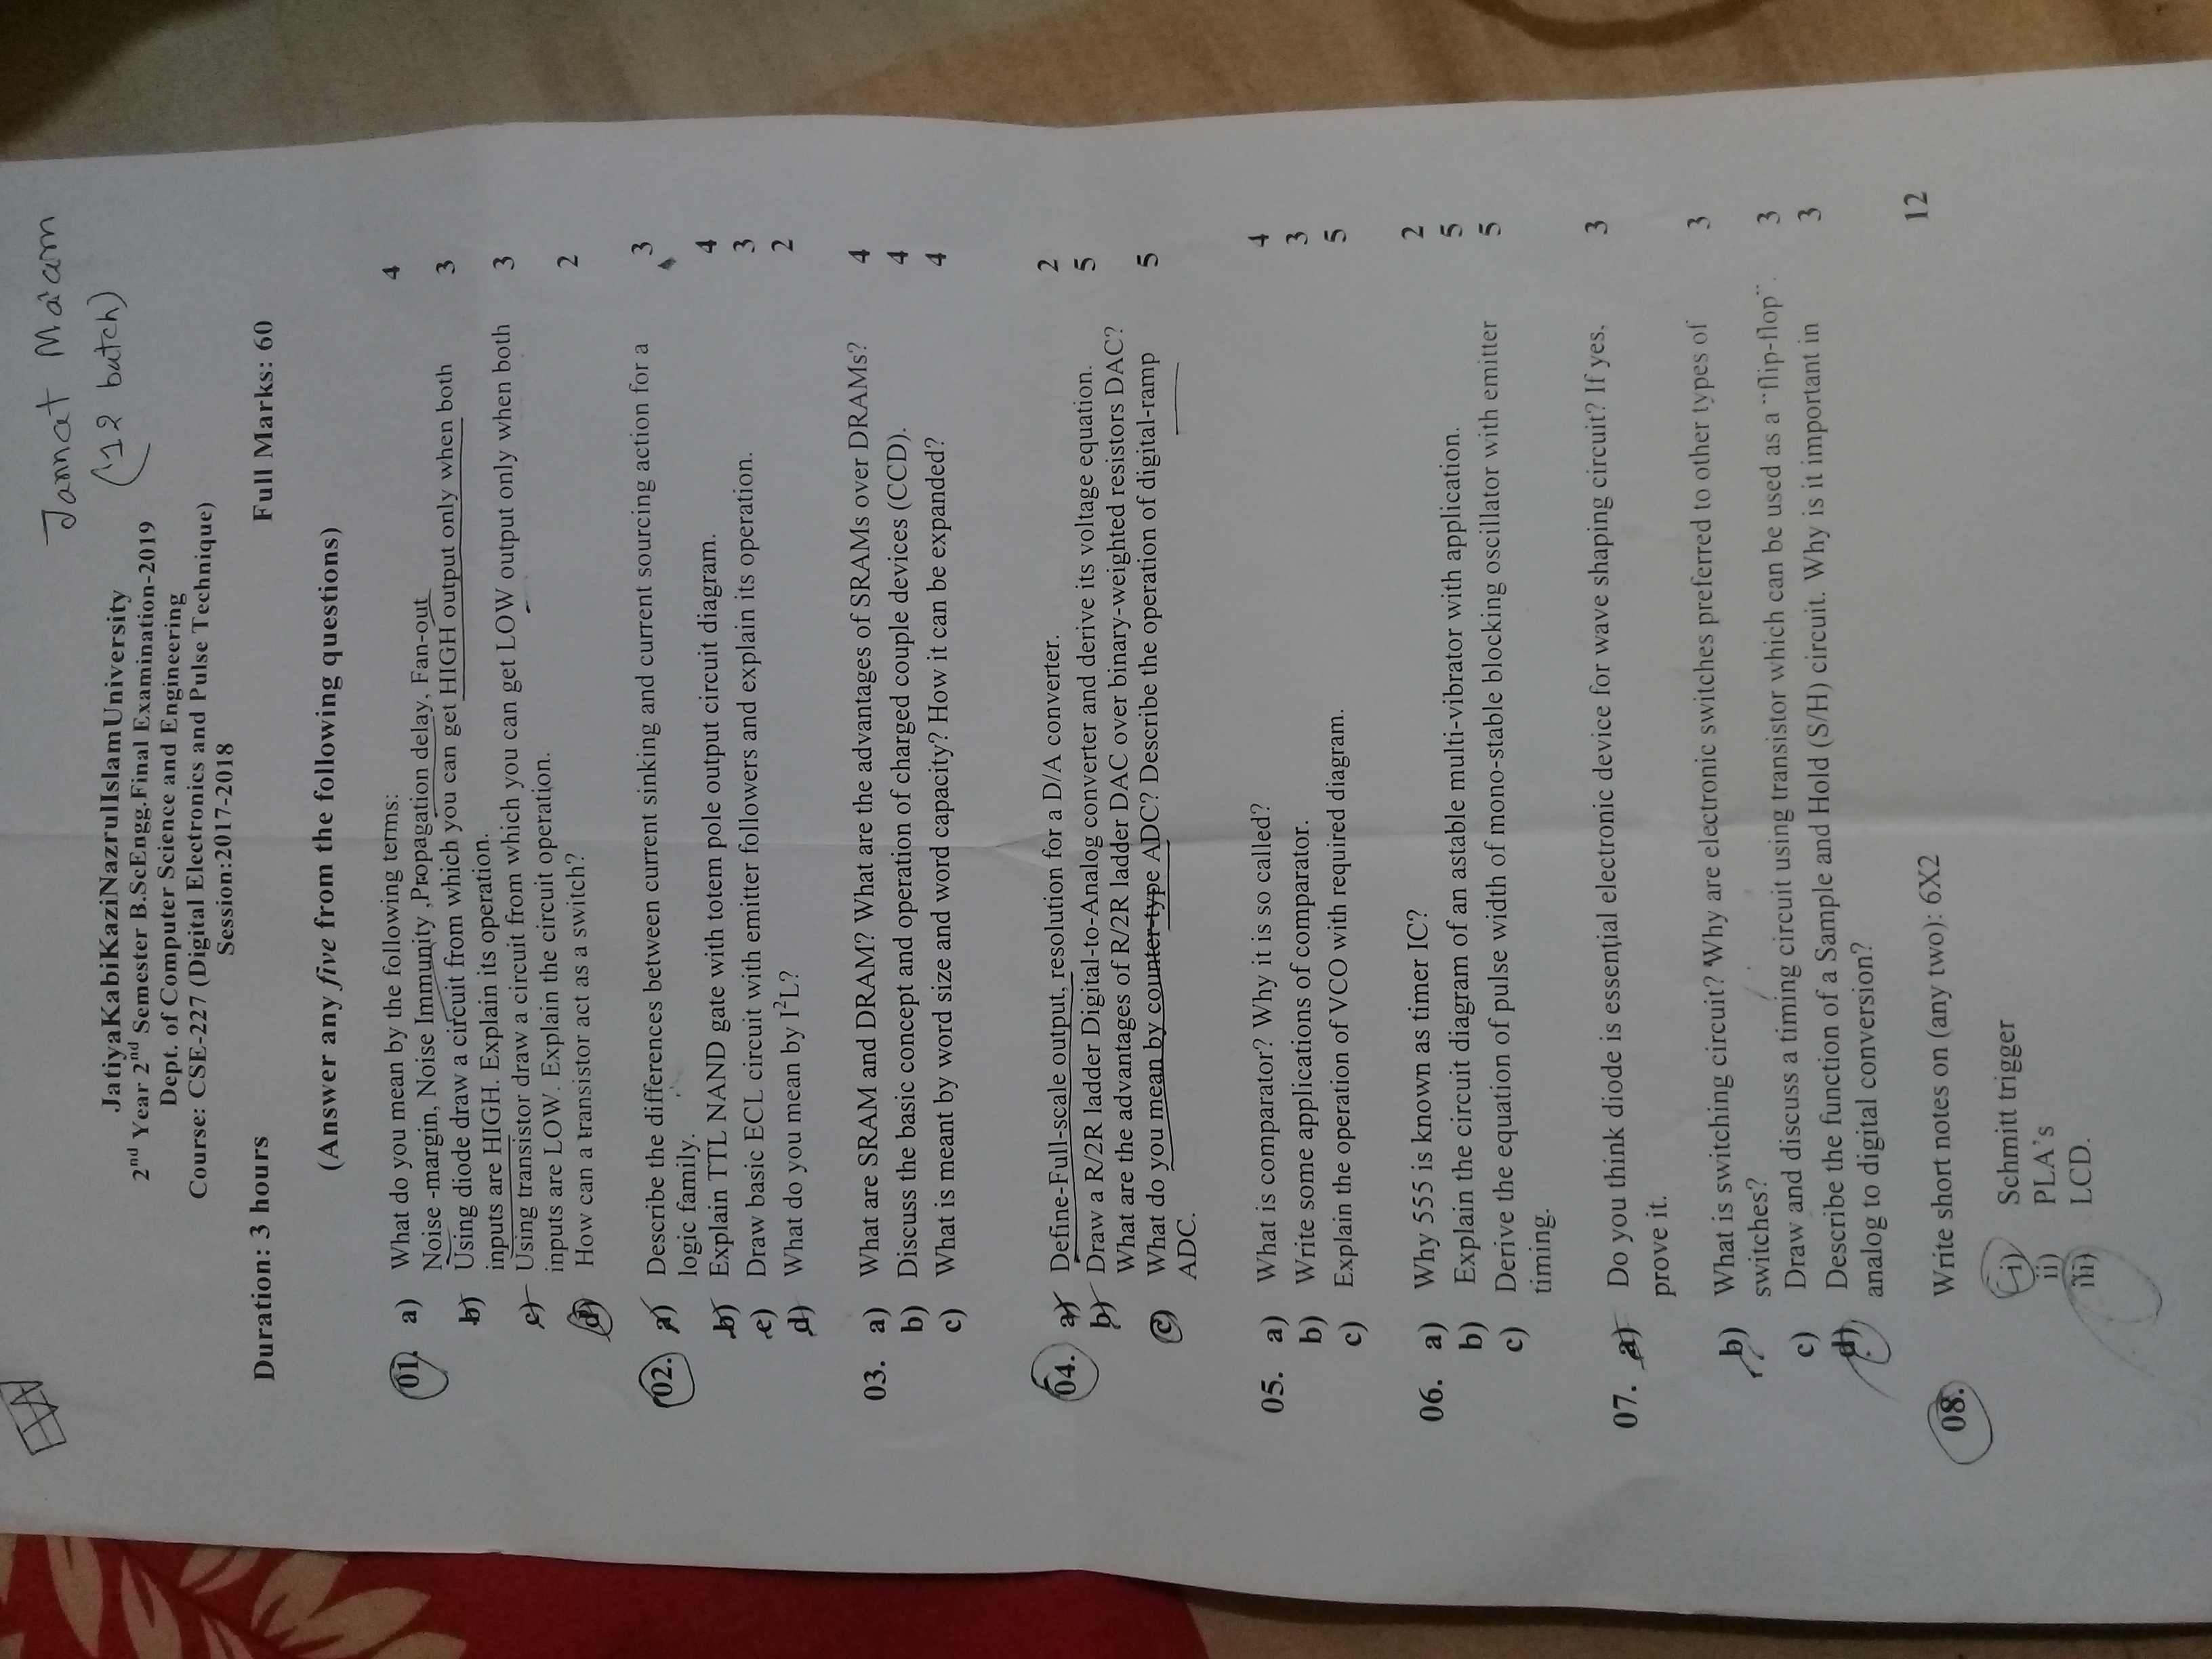 Jannat Ma'am
(12 batch)
JatiyaKabiKaziNazrulIslamUniversity
2nd Year 2nd Semester B.ScEngg.Final Examination-2019
Dept. of Computer Science and Engineering
Course: CSE-227 (Digital Electronics and Pulse Technique)
Session:2017-2018
Duration: 3 hours Full Marks: 60
(Answer any five from the following questions)
01. a) What do you mean by the following terms: 4
Noise -margin, Noise Immunity ,Propagation delay, Fan-out
b) Using diode draw a circuit from which you can get HIGH output only when both 3
inputs are HIGH. Explain its operation.
c) Using transistor draw a circuit from which you can get LOW output only when both 3
inputs are LOW. Explain the circuit operation.
d) How can a transistor act as a switch? 2
02. a) Describe the differences between current sinking and current sourcing action for a 3
logic family.
b) Explain TTL NAND gate with totem pole output circuit diagram. 4
c) Draw basic ECL circuit with emitter followers and explain its operation. 3
d) What do you mean by I²L? 2
03. a) What are SRAM and DRAM? What are the advantages of SRAMs over DRAMs? 4
b) Discuss the basic concept and operation of charged couple devices (CCD). 4
c) What is meant by word size and word capacity? How it can be expanded? 4
04. a) Define-Full-scale output, resolution for a D/A converter. 2
b) Draw a R/2R ladder Digital-to-Analog converter and derive its voltage equation. 5
What are the advantages of R/2R ladder DAC over binary-weighted resistors DAC?
c) What do you mean by counter-type ADC? Describe the operation of digital-ramp 5
ADC.
05. a) What is comparator? Why it is so called? 4
b) Write some applications of comparator. 3
c) Explain the operation of VCO with required diagram. 5
06. a) Why 555 is known as timer IC? 2
b) Explain the circuit diagram of an astable multi-vibrator with application. 5
c) Derive the equation of pulse width of mono-stable blocking oscillator with emitter 5
timing.
07. a) Do you think diode is essential electronic device for wave shaping circuit? If yes, 3
prove it.
b) What is switching circuit? Why are electronic switches preferred to other types of 3
switches?
c) Draw and discuss a timing circuit using transistor which can be used as a "flip-flop". 3
d) Describe the function of a Sample and Hold (S/H) circuit. Why is it important in 3
analog to digital conversion?
08. Write short notes on (any two): 6X2 12
i) Schmitt trigger
ii) PLA's
iii) LCD.